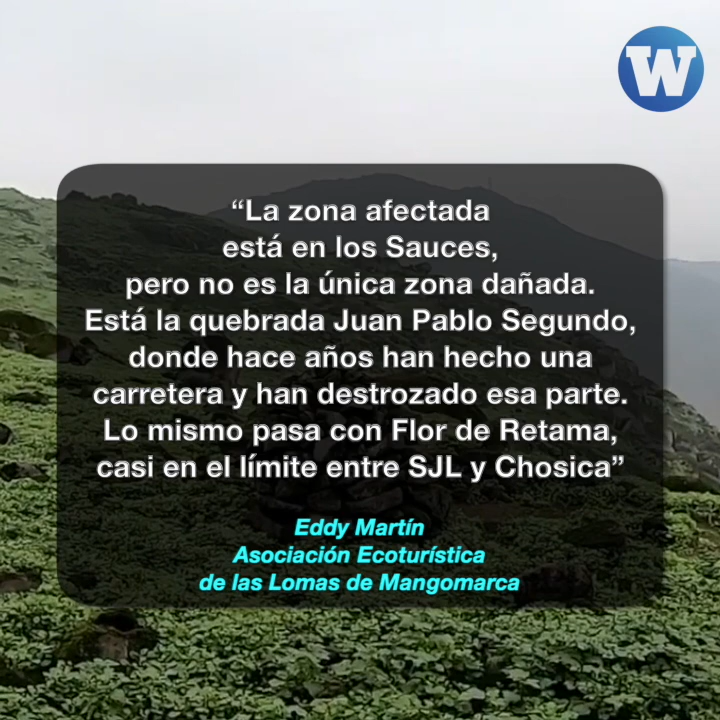 W
“La zona afectada
está en los Sauces,
pero no es la única zona dañada.
Está la quebrada Juan Pablo Segundo,
donde hace años han hecho una
carretera y han destrozado esa parte.
Lo mismo pasa con Flor de Retama,
casi en el límite entre SJL y Chosica”
Eddy Martín
Asociación Ecoturística
de las Lomas de Mangomarca